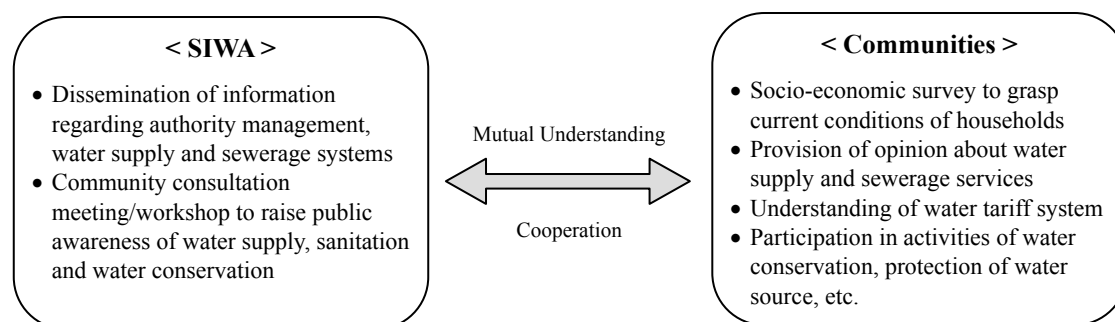 < SIWA >
• Dissemination of information
regarding authority management,
water supply and sewerage systems
• Community consultation
meeting/workshop to raise public
awareness of water supply, sanitation
and water conservation
Mutual Understanding
Cooperation
< Communities >
• Socio-economic survey to grasp
current conditions of households
• Provision of opinion about water
supply and sewerage services
• Understanding of water tariff system
• Participation in activities of water
conservation, protection of water
source, etc.